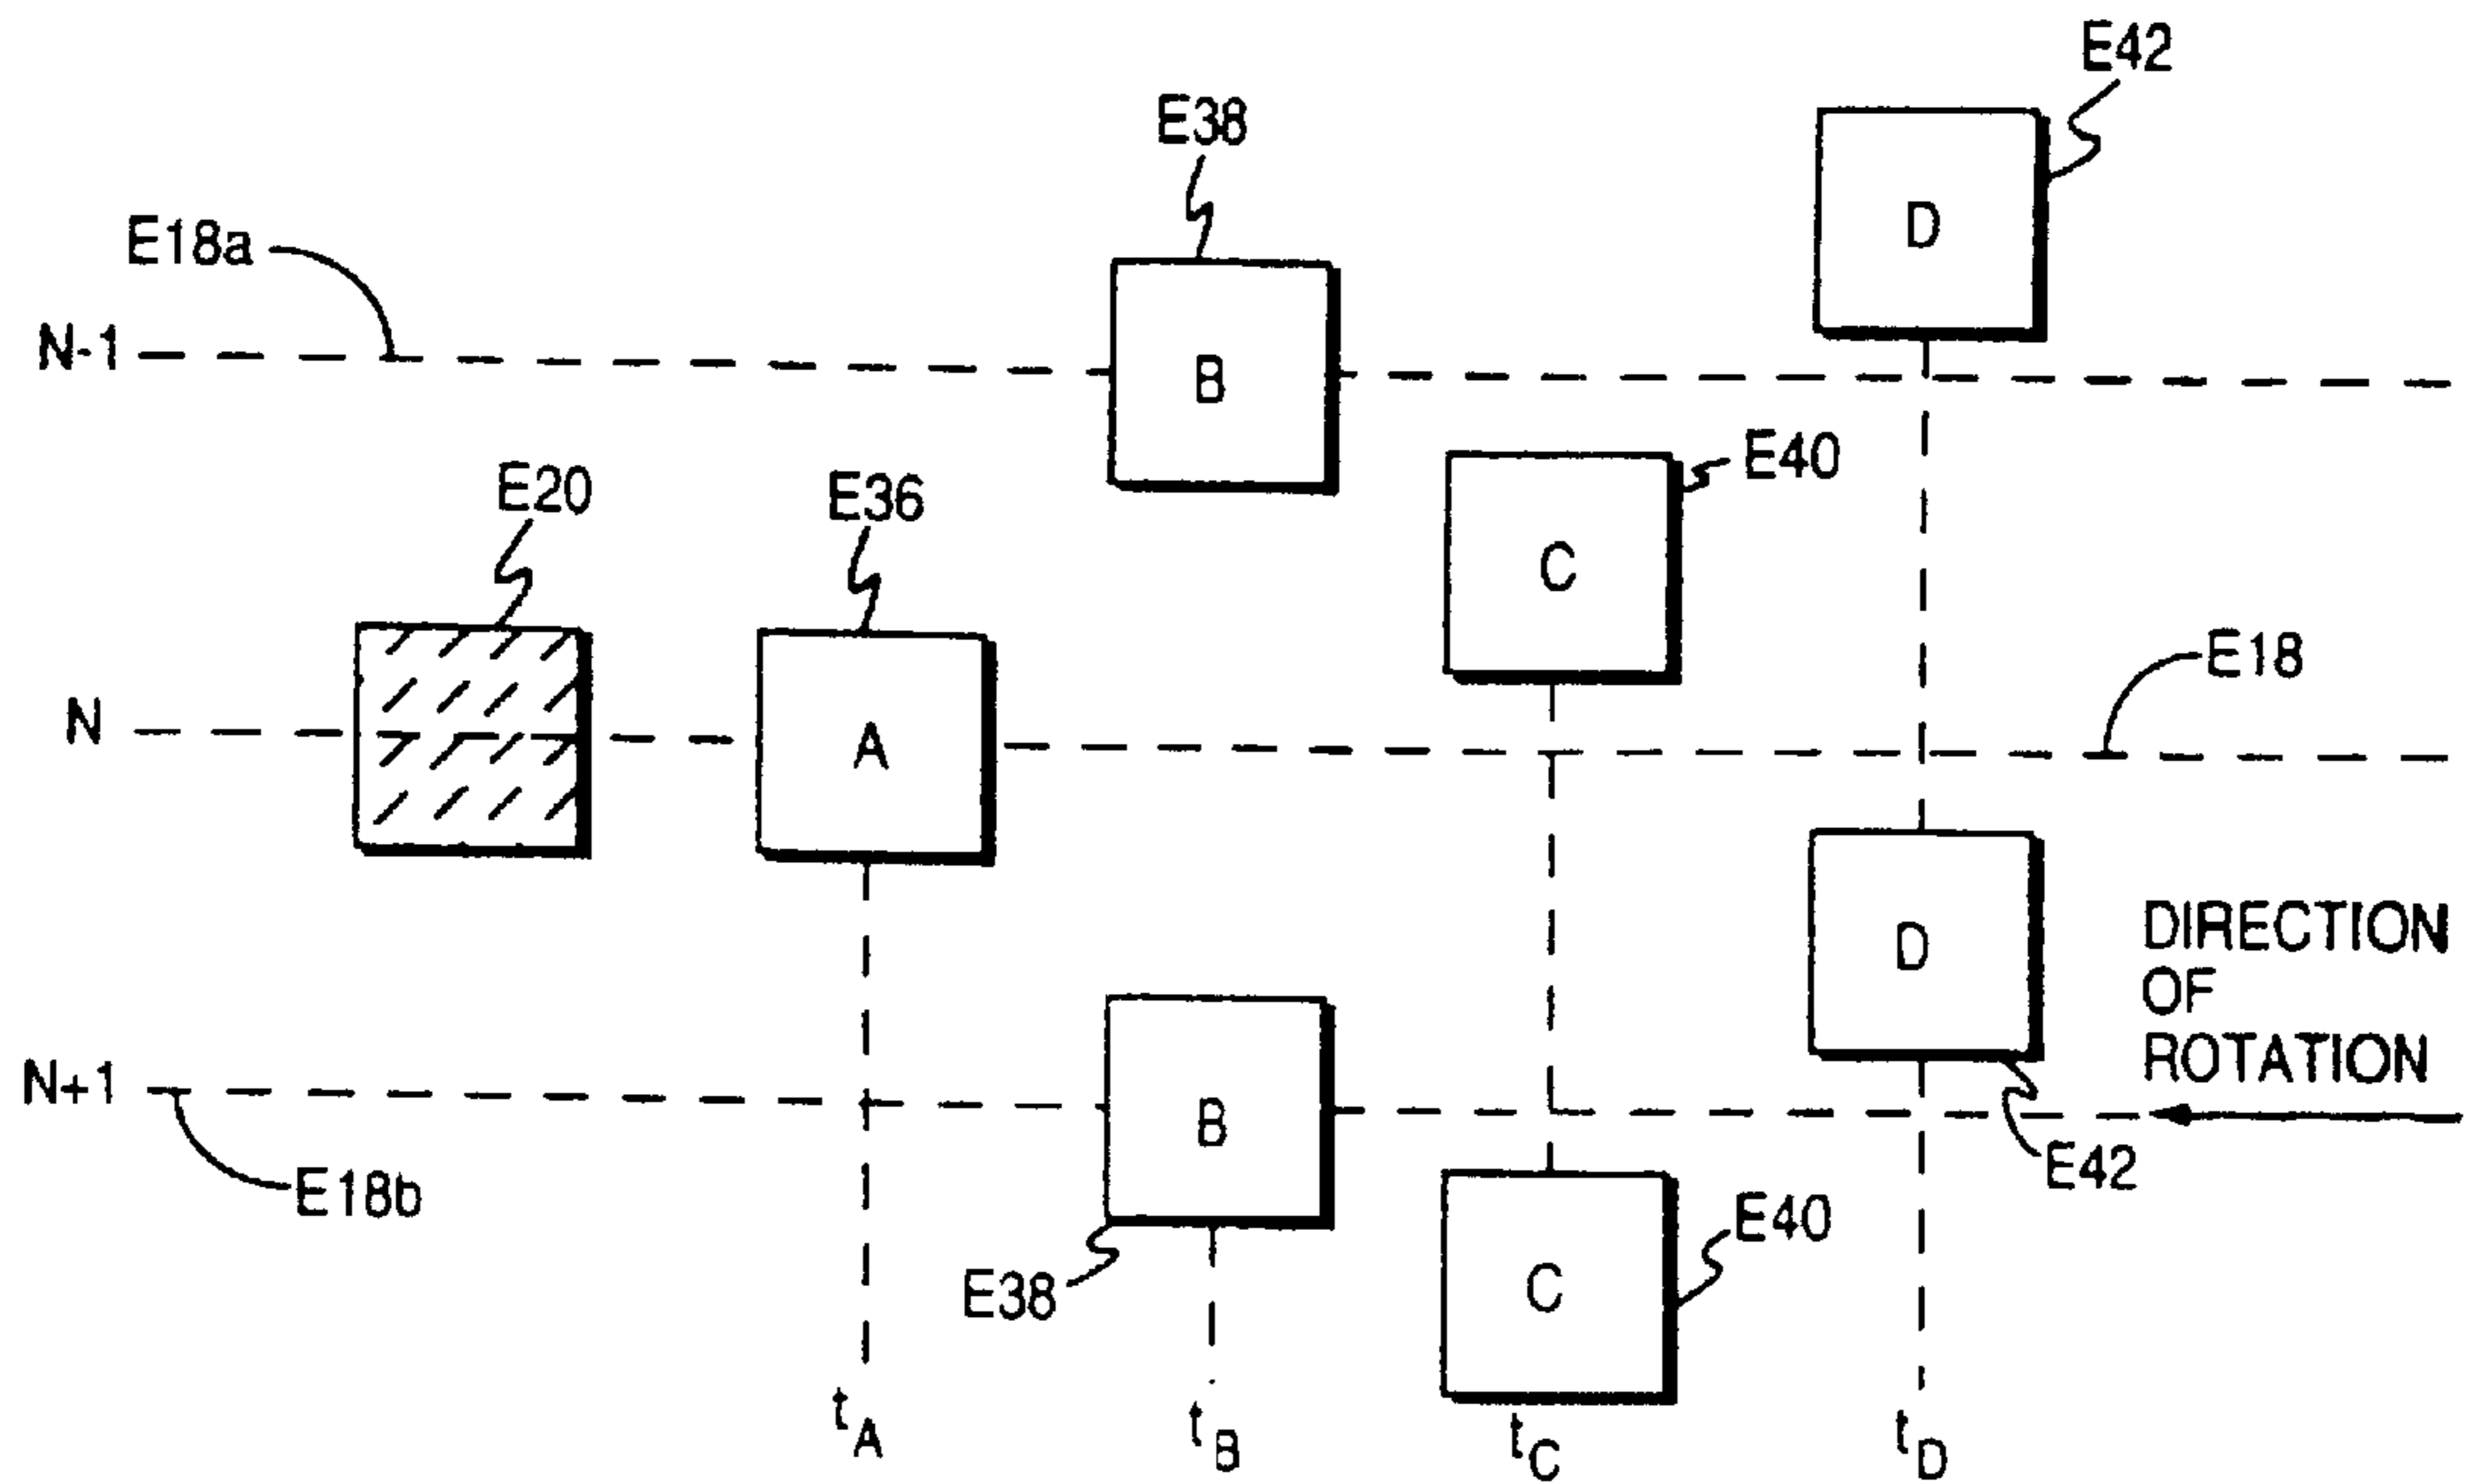 E42
E38
D
E18a
N-1
B
E40
E20
E36
C
E18
N
A
D
DIRECTION
OF
ROTATION
N+1
B
E42
E18b
E40
E38
C
tA
tB
tC
tD